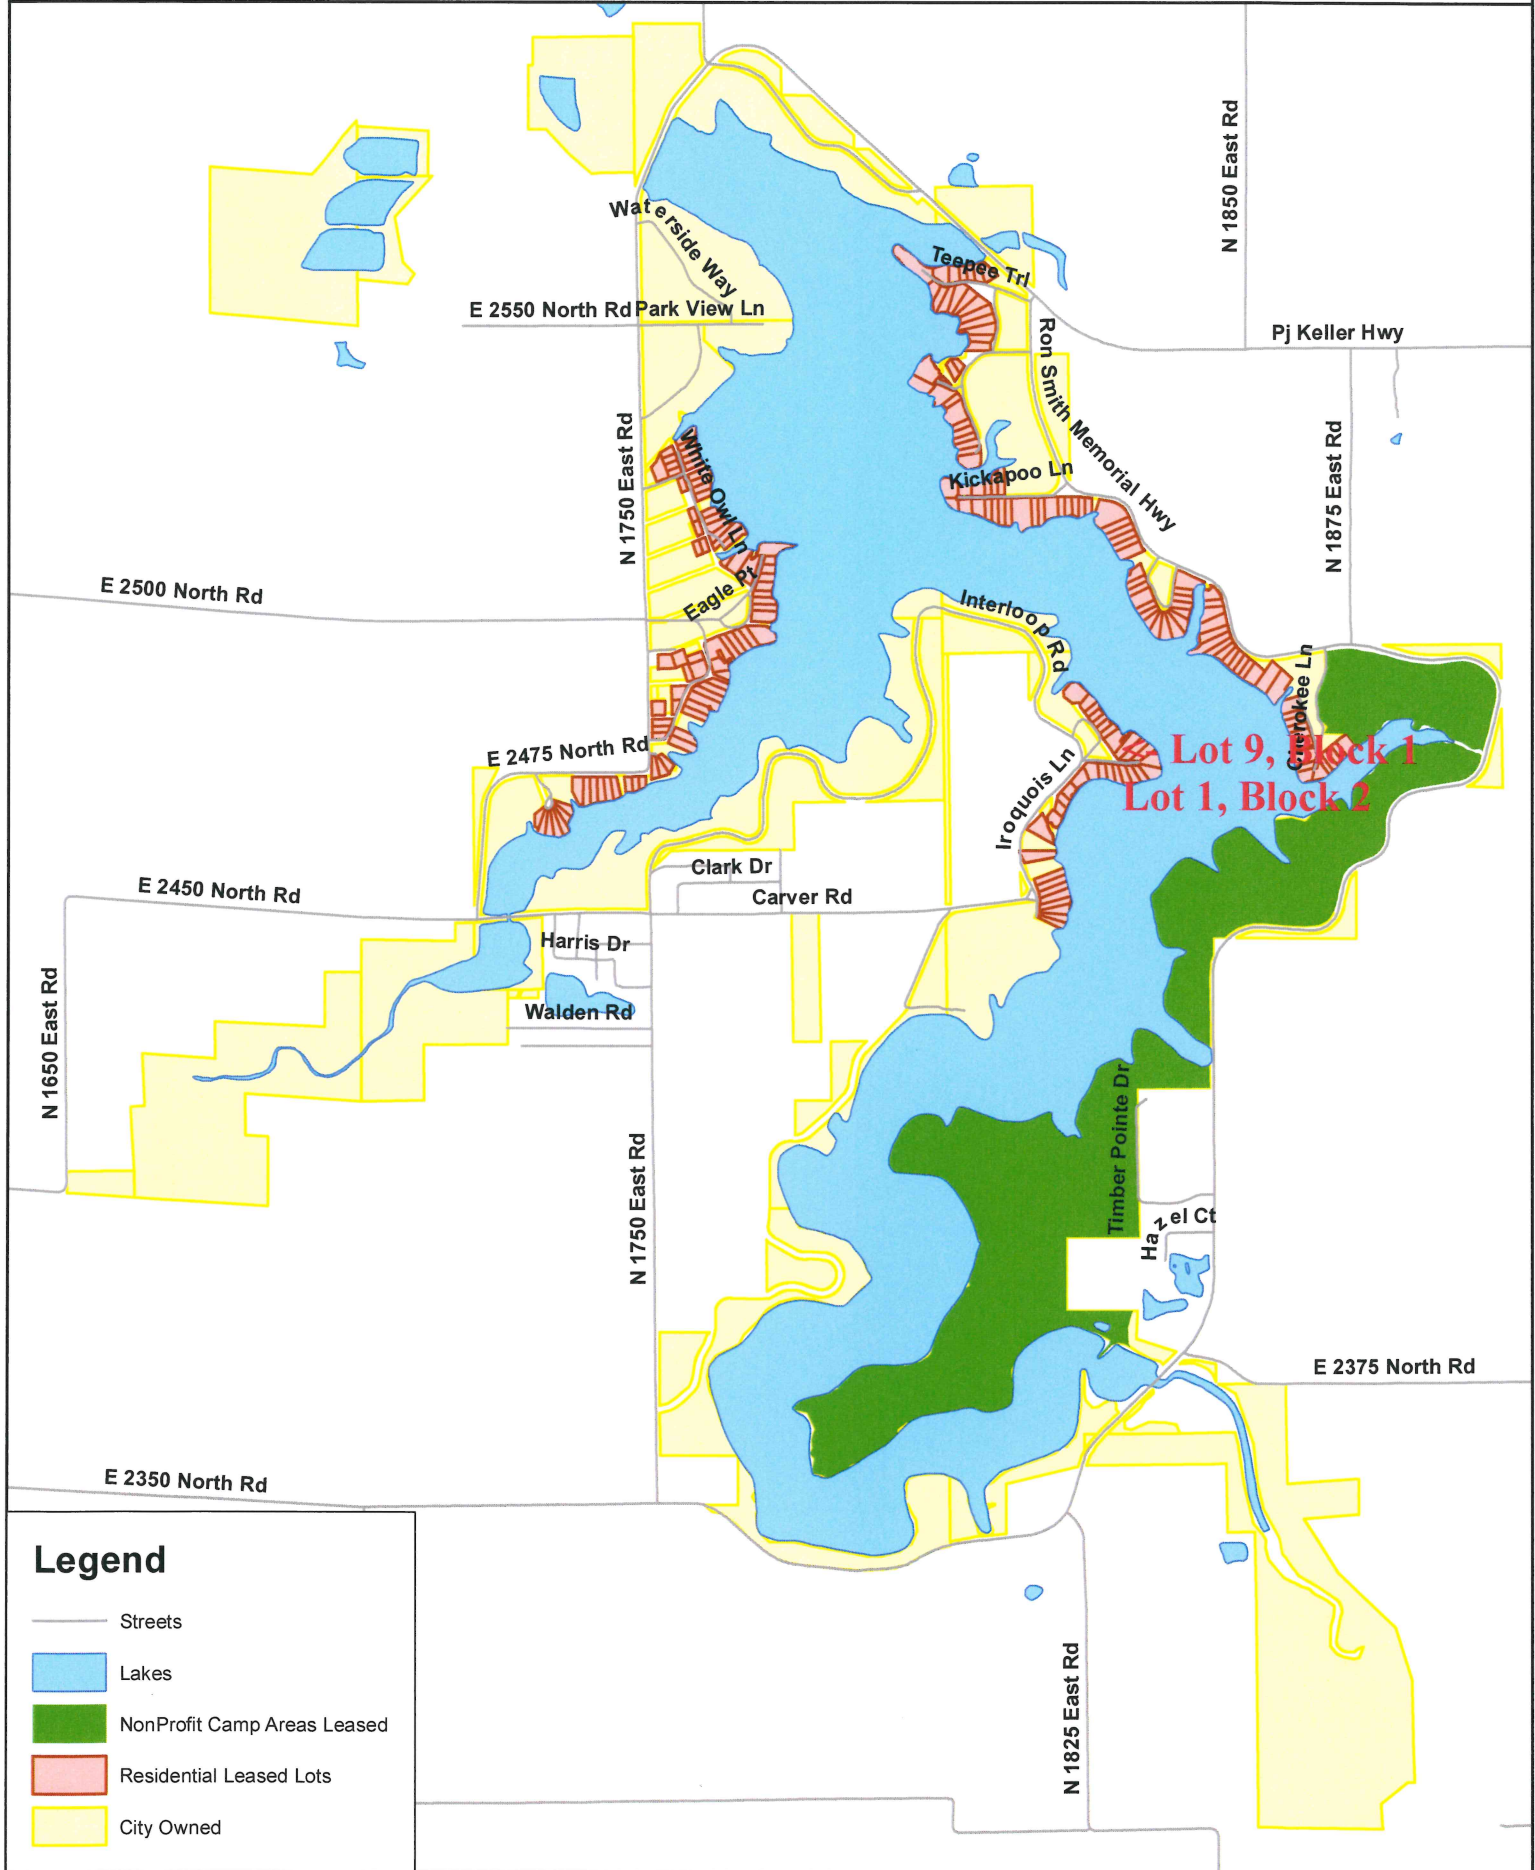 N 1850 East Rd
Waterside Way
Teepee Trl
E 2550 North Rd
Park View Ln
Pj Keller Hwy
Ron Smith Memorial Hwy
N 1750 East Rd
White Owl Ln
N 1875 East Rd
Kickapoo Ln
Eagle Pt
E 2500 North Rd
Interloop Rd
Cherokee Ln
E 2475 North Rd
Lot 9, Block 1
Lot 1, Block 2
Iroquois Ln
Clark Dr
Carver Rd
E 2450 North Rd
Harris Dr
Walden Rd
N 1650 East Rd
N 1750 East Rd
Timber Pointe Dr
Hazel Ct
E 2375 North Rd
E 2350 North Rd
N 1825 East Rd
Legend
Streets
Lakes
NonProfit Camp Areas Leased
Residential Leased Lots
City Owned